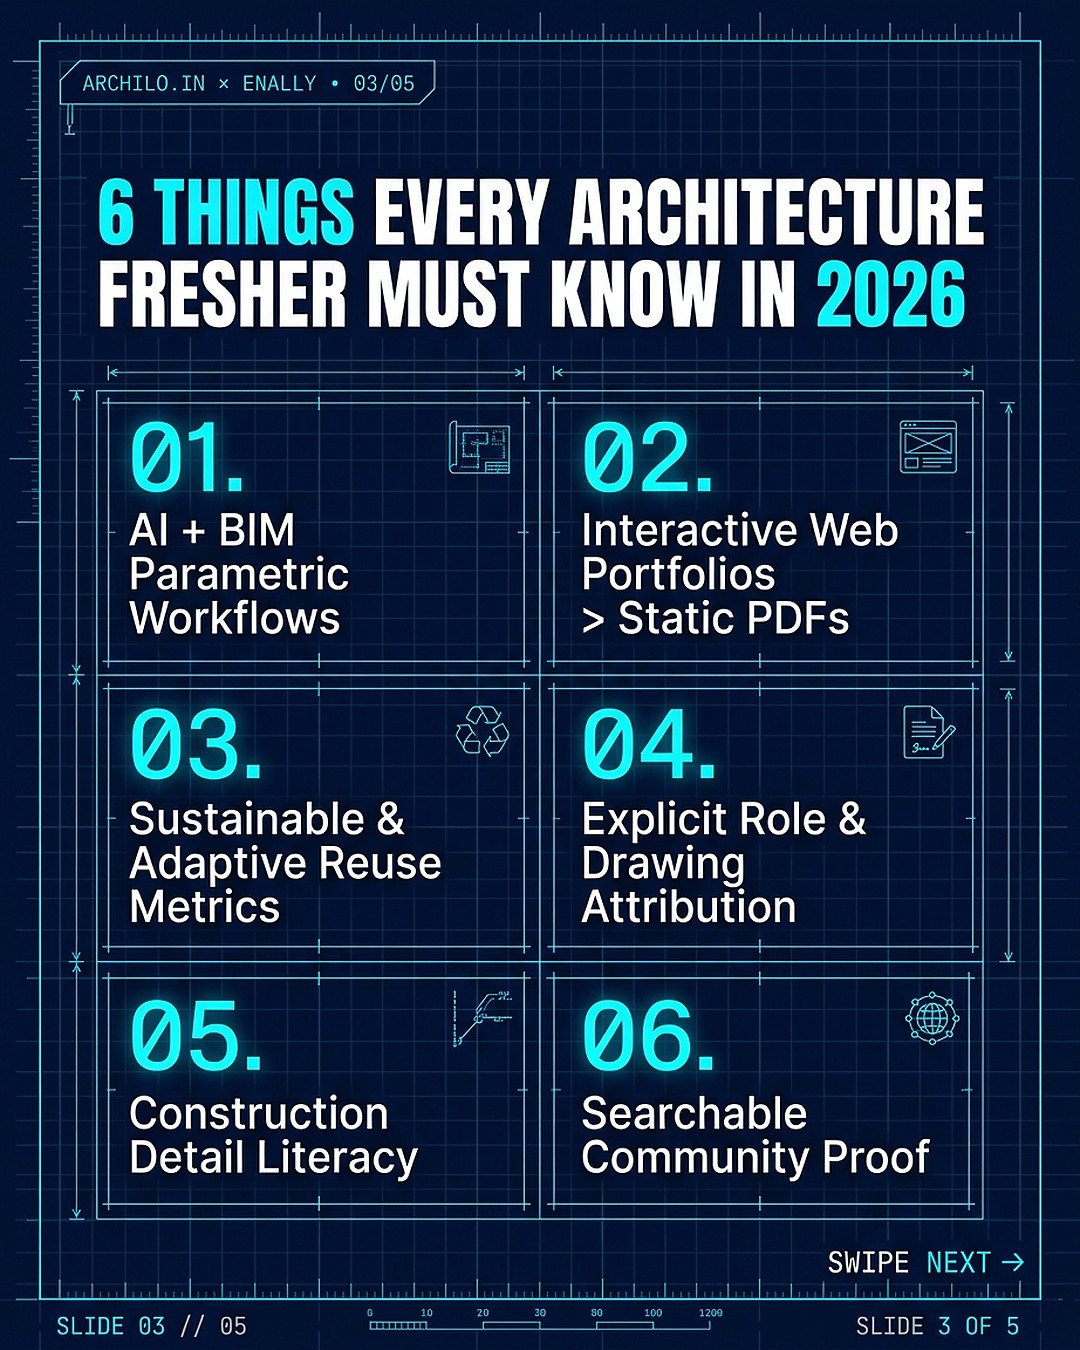 ARCHILO.IN × ENALLY • 03/05
6 THINGS EVERY ARCHITECTURE
FRESHER MUST KNOW IN 2026
01.
AI + BIM
Parametric
Workflows
02.
Interactive Web
Portfolios
> Static PDFs
03.
Sustainable &
Adaptive Reuse
Metrics
04.
Explicit Role &
Drawing
Attribution
05.
Construction
Detail Literacy
06.
Searchable
Community Proof
SWIPE NEXT →
SLIDE 03 // 05
0 10 20 30 80 100 1209
SLIDE 3 OF 5